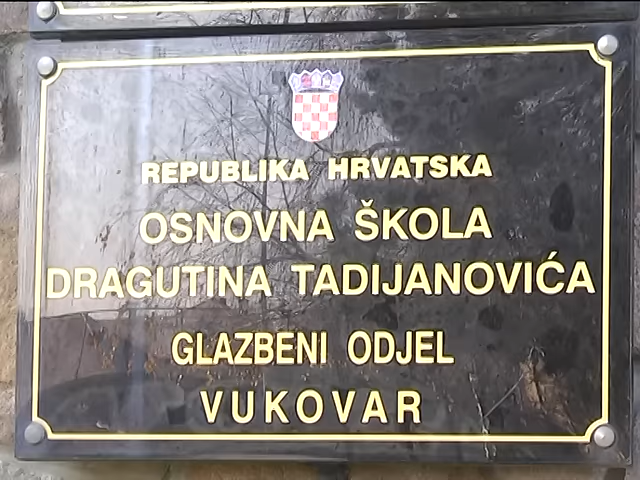 REPUBLIKA HRVATSKA
OSNOVNA ŠKOLA
DRAGUTINA TADIJANOVIĆA
GLAZBENI ODJEL
VUKOVAR